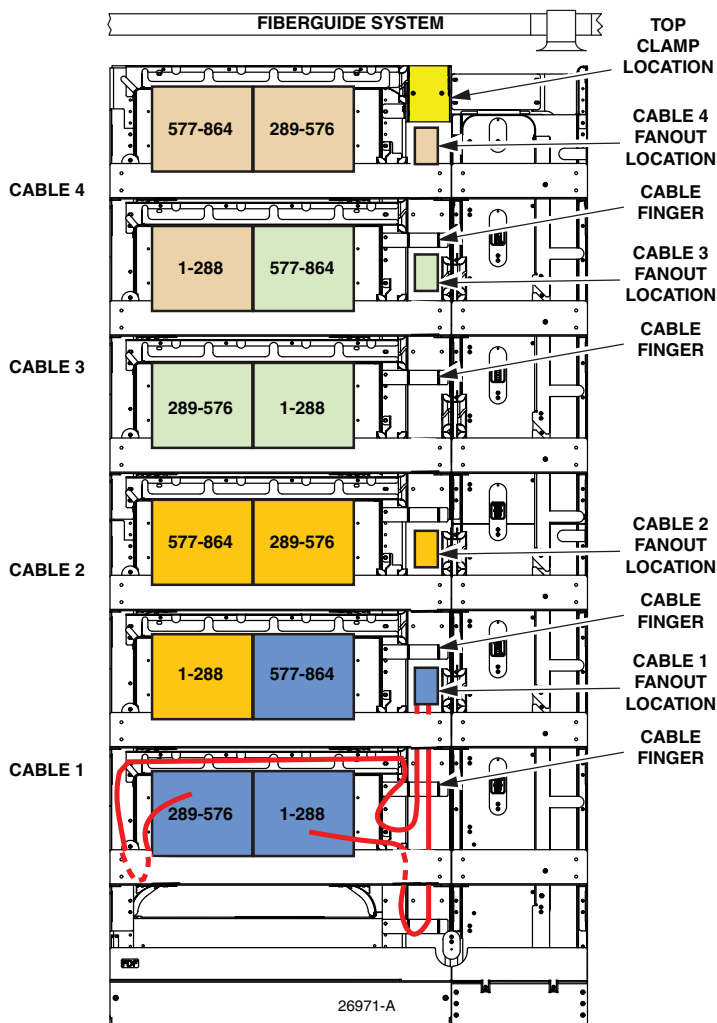 FIBERGUIDE SYSTEM
TOP
CLAMP
LOCATION
577-864
289-576
CABLE 4
FANOUT
LOCATION
CABLE 4
CABLE
FINGER
1-288
577-864
CABLE 3
FANOUT
LOCATION
CABLE
FINGER
CABLE 3
289-576
1-288
577-864
289-576
CABLE 2
FANOUT
LOCATION
CABLE 2
CABLE
FINGER
1-288
577-864
CABLE 1
FANOUT
LOCATION
CABLE
FINGER
CABLE 1
289-576
1-288
PDF
26971-A